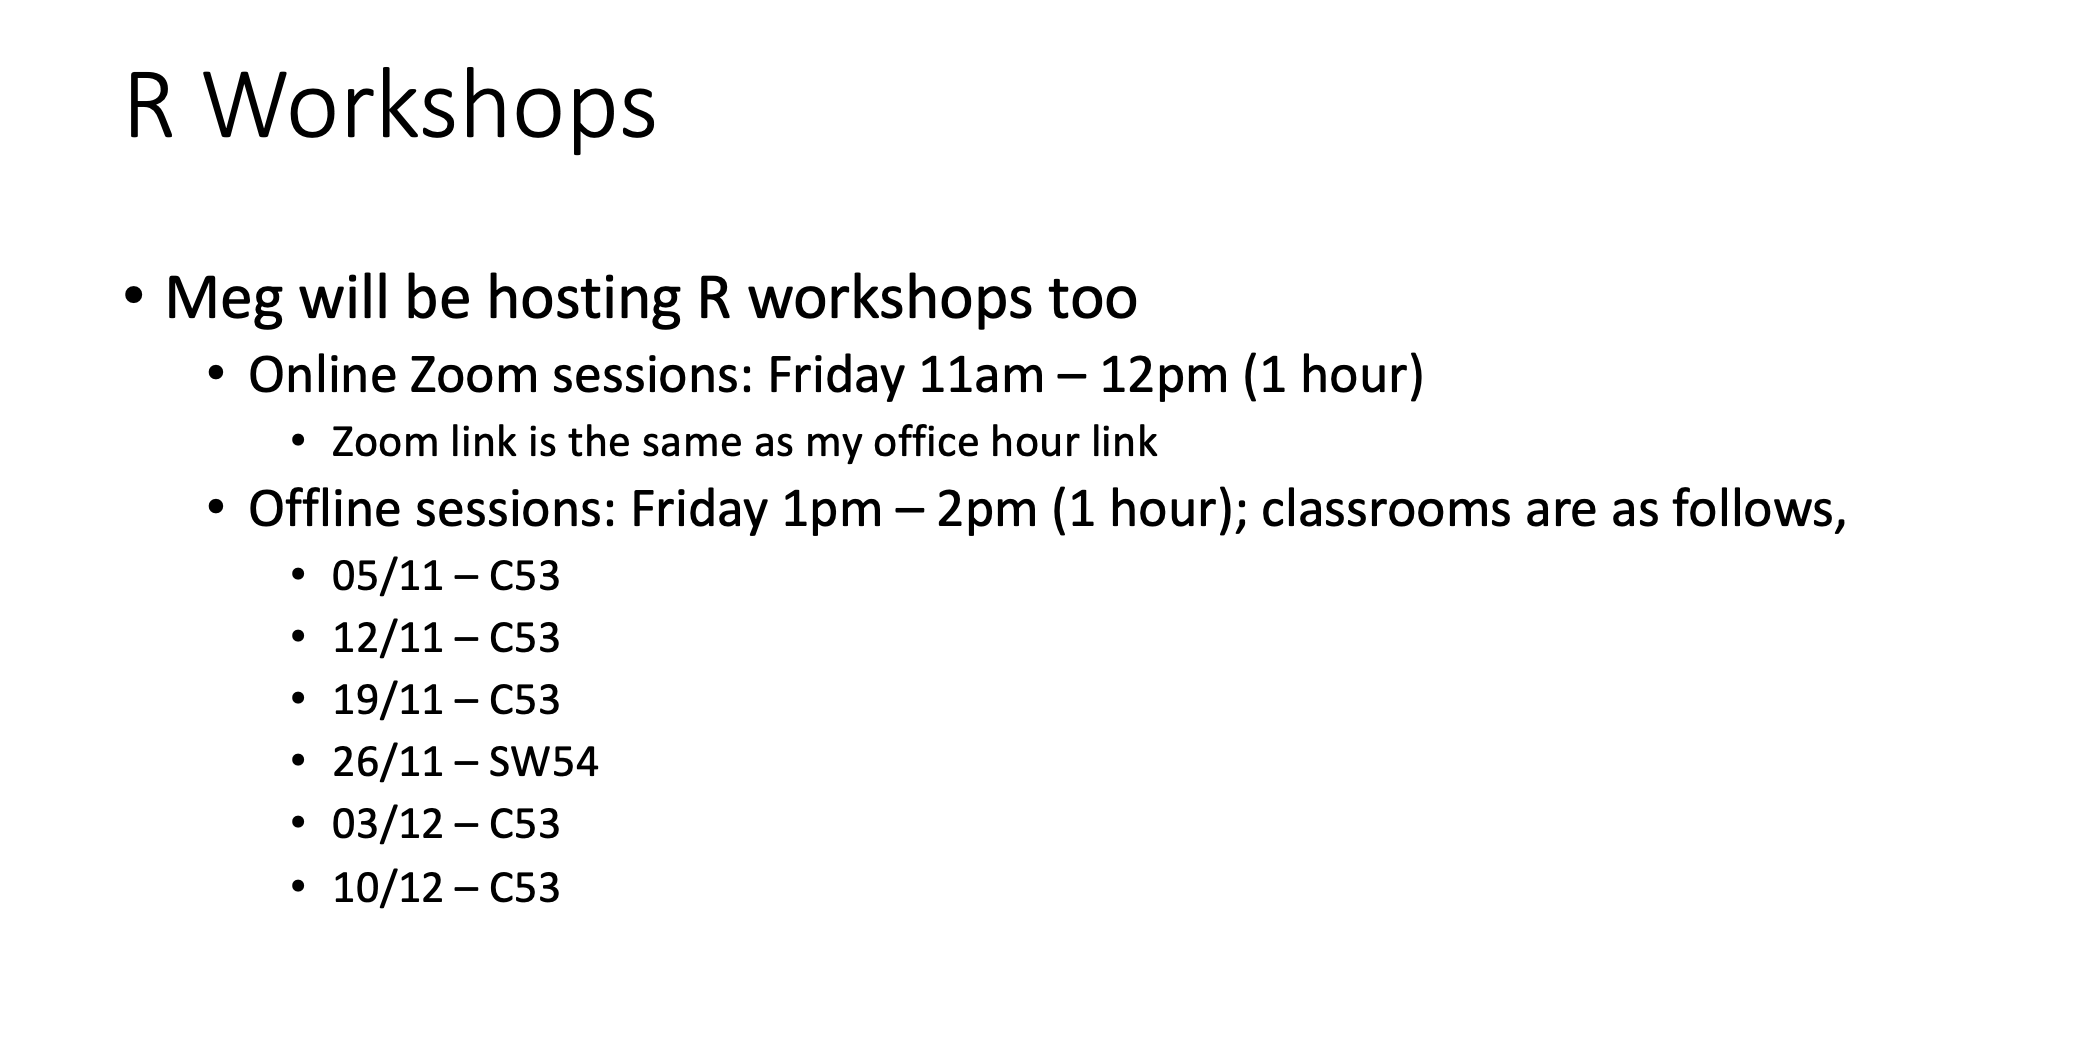 R Workshops
• Meg will be hosting R workshops too
• Online Zoom sessions: Friday 11am – 12pm (1 hour)
• Zoom link is the same as my office hour link
• Offline sessions: Friday 1pm – 2pm (1 hour); classrooms are as follows,
• 05/11 – C53
• 12/11 – C53
• 19/11 – C53
• 26/11 – SW54
• 03/12 – C53
• 10/12 – C53